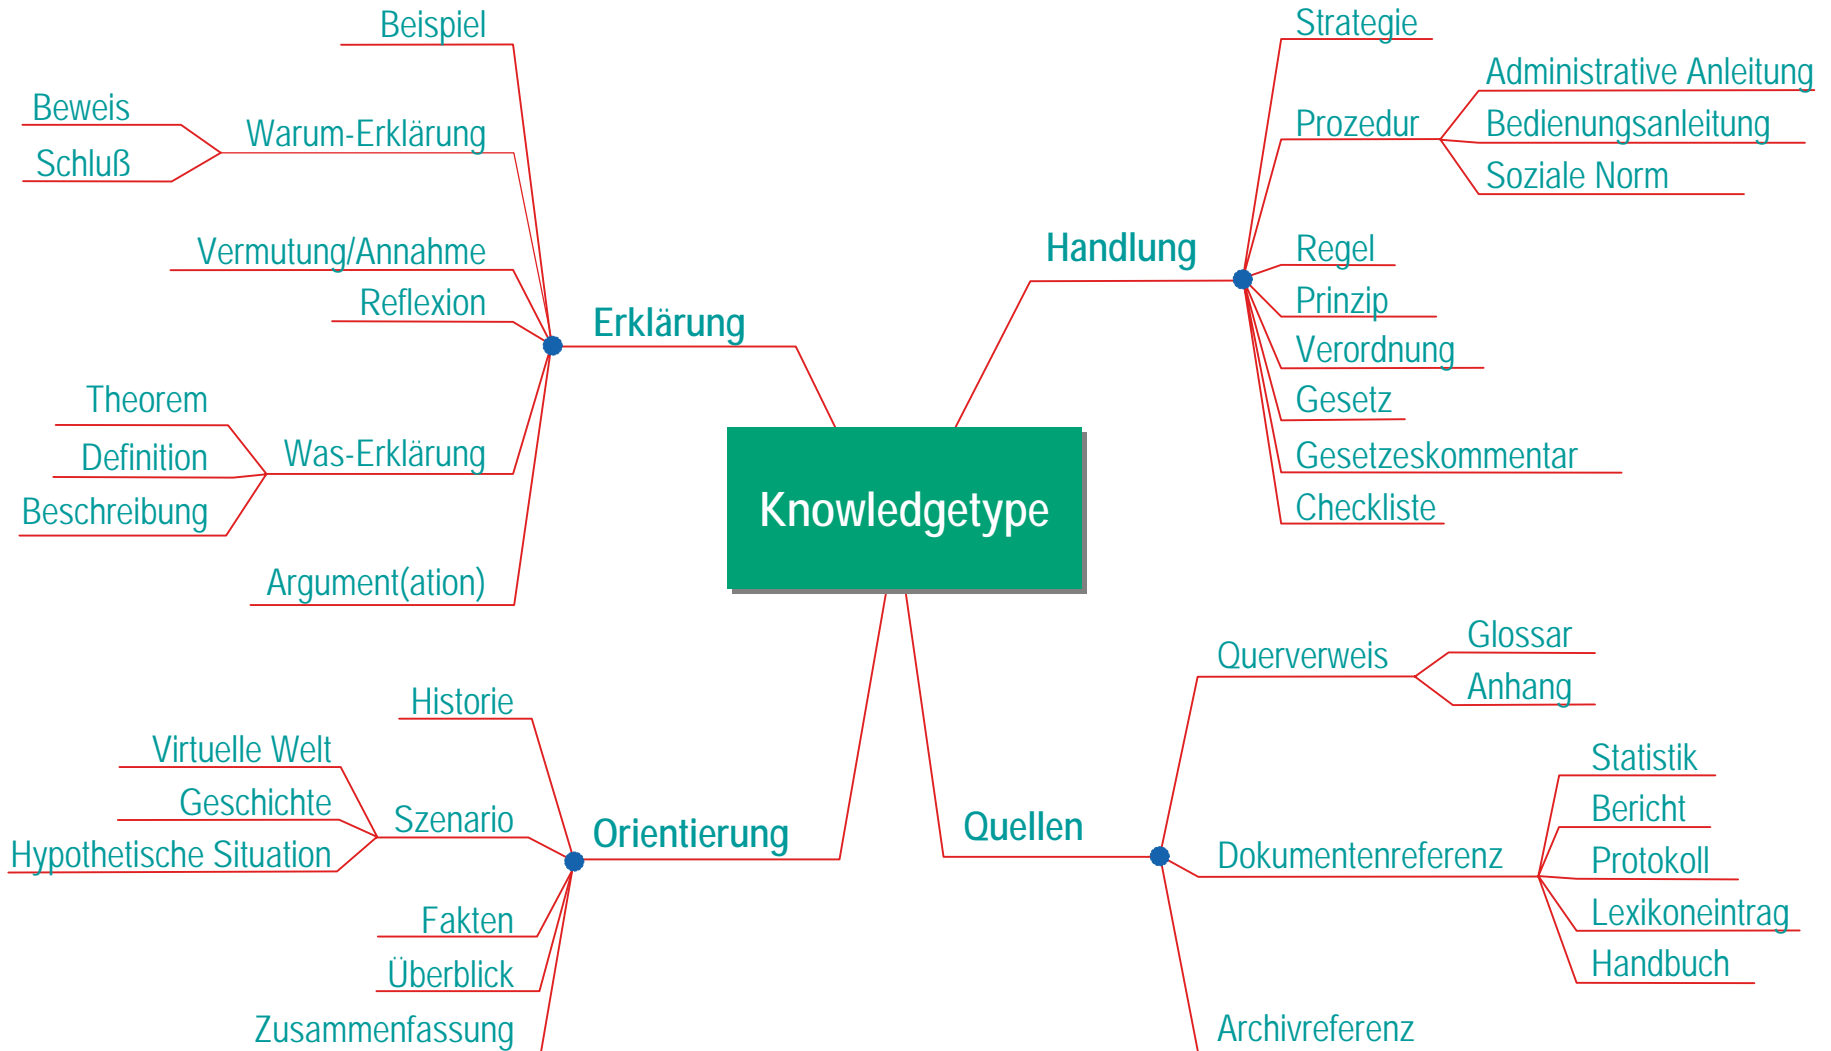 Beispiel
Beweis
Warum-Erklärung
Schluß
Vermutung/Annahme
Reflexion
Erklärung
Theorem
Definition
Was-Erklärung
Beschreibung
Argument(ation)
Strategie
Administrative Anleitung
Prozedur
Bedienungsanleitung
Soziale Norm
Handlung
Regel
Prinzip
Verordnung
Gesetz
Gesetzeskommentar
Checkliste
Knowledgetype
Historie
Virtuelle Welt
Geschichte
Szenario
Hypothetische Situation
Orientierung
Fakten
Überblick
Zusammenfassung
Glossar
Querverweis
Anhang
Quellen
Statistik
Bericht
Dokumentenreferenz
Protokoll
Lexikoneintrag
Handbuch
Archivreferenz